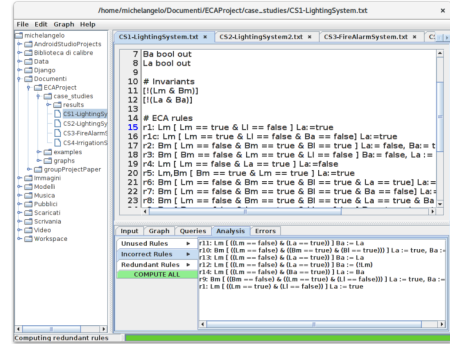 /home/michelangelo/Documenti/ECAProject/case_studies/CS1-LightingSystem.txt
File Edit Graph Help
michelangelo
AndroidStudioProjects
Biblioteca di calibre
Data
Django
Documenti
ECAProject
case_studies
results
CS1-LightingSy
CS2-LightingSy
CS3-FireAlarmS
CS4-IrrigationS
examples
graphs
groupProjectPaper
Immagini
Modelli
Musica
Pubblici
Scaricati
Scrivania
Video
Workspace
CS1-LightingSystem.txt × CS2-LightingSystem2.txt × CS3-FireAlarmSystem.txt ×
7 Ba bool out
8 La bool out
9
10 # Invariants
11 [!(Lm & Bm)]
12 [!(La & Ba)]
13
14 # ECA rules
15 r1: Lm [ Lm == true & Ll == false ] La:=true
16 r1c: Lm [ Lm == true & Ll == false & Ba == false] La:=true
17 r2: Bm [ Lm == false & Bm == true & Bl == true ] La:= false, Ba:= t
18 r3: Bm [ Bm == false & Lm == true & Ll == false ] Ba:= false, La :=
19 r4: Lm [ Lm == false & La == true ] La:=false
20 r5: Lm,Bm [ Bm == true & Lm == true ] La:=true
21 r6: Bm [ Lm == false & Bm == true & Bl == true & La == true] La:=
22 r7: Bm [ Lm == false & Bm == true & Bl == true & Ba == false] La:=
23 r8: Bm [ Lm == false & Bm == true & Bl == true & La == true & Ba
Input Graph Queries Analysis Errors
Unused Rules
Incorrect Rules
Redundant Rules
COMPUTE ALL
r11: Lm [ ((Lm == false) & (La == true)) ] Ba := La
r2: Bm [ ((Lm == false) & ((Bm == true) & (Bl == true))) ] La := true, Ba :=
r13: Lm [ ((Lm == false) & (La == true)) ] Ba := La
r12: Lm [ ((Lm == false) & (La == true)) ] Ba := (!Lm)
r4: Lm [ ((Lm == false) & (Ba == true)) ] Ba := La
r9: Bm [ ((Bm == false) & ((Lm == true) & (Ll == false))) ] La := true, Ba :=
r1: Lm [ ((Lm == true) & (Ll == false)) ] La := true
Computing redundant rules